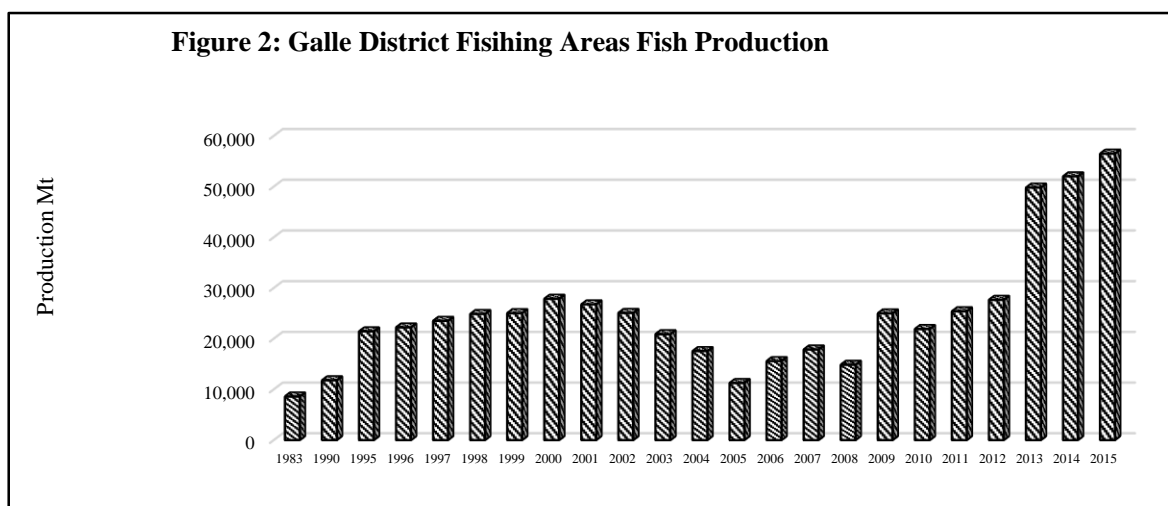 Figure 2: Galle District Fisihing Areas Fish Production
Production Mt
60,000
50,000
40,000
30,000
20,000
10,000
0
1983 1990 1995 1996 1997 1998 1999 2000 2001 2002 2003 2004 2005 2006 2007 2008 2009 2010 2011 2012 2013 2014 2015